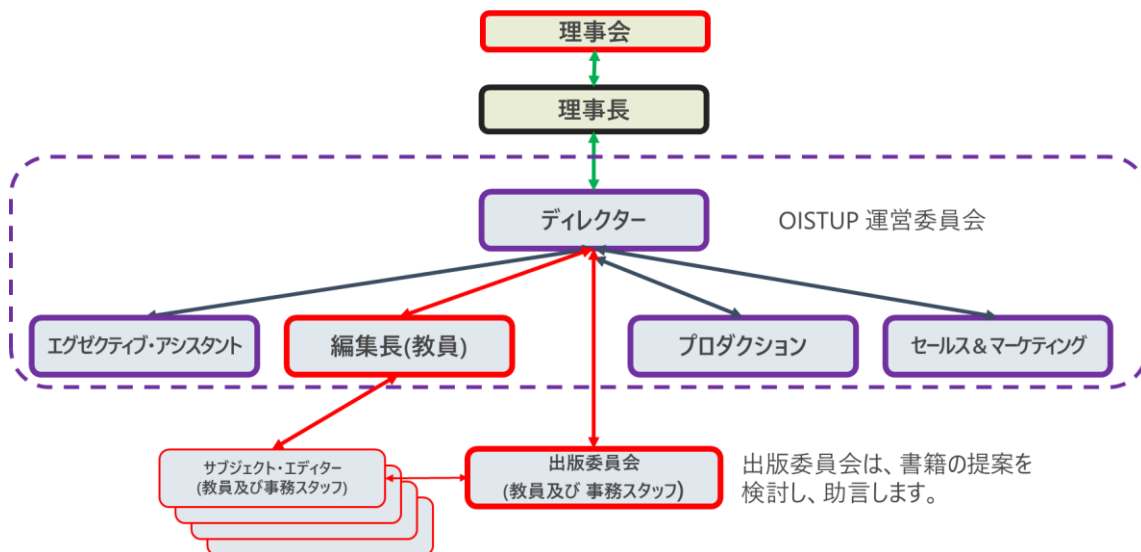 理事会
理事長
ディレクター
OISTUP 運営委員会
エグゼクティブ・アシスタント
編集長(教員)
プロダクション
セールス＆マーケティング
サブジェクト・エディター
(教員及び事務スタッフ)
出版委員会
(教員及び 事務スタッフ)
出版委員会は、書籍の提案を
検討し、助言します。